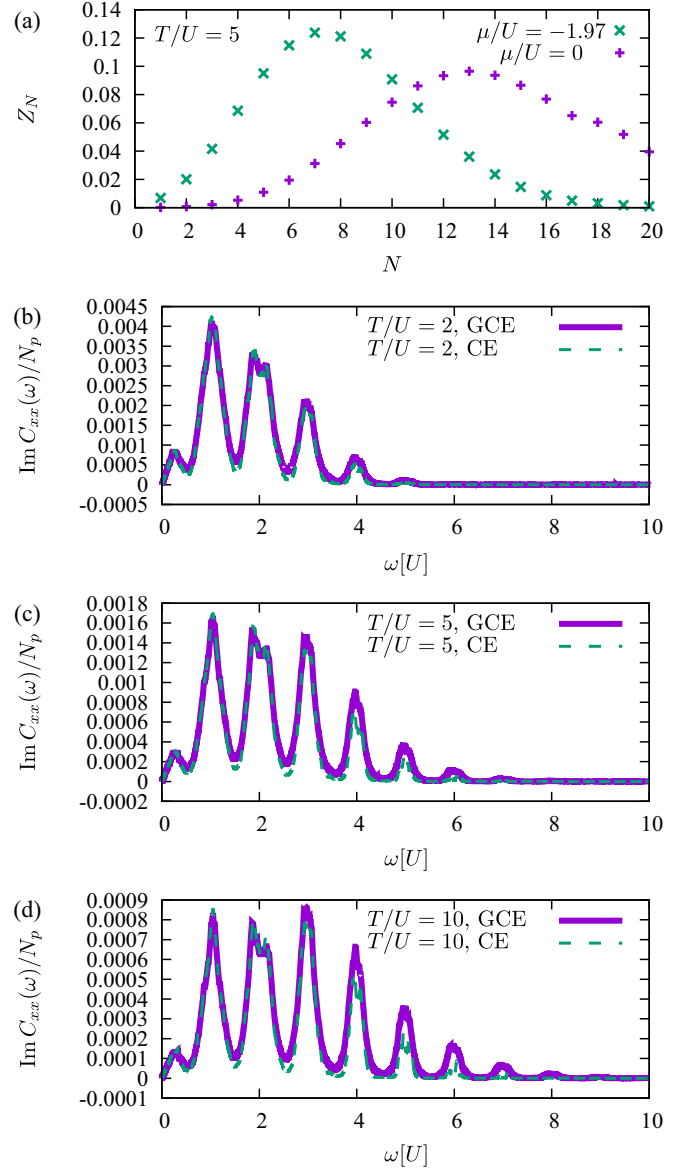 (a)
T/U = 5
μ/U = −1.97
μ/U = 0
Z_N
0.14
0.12
0.1
0.08
0.06
0.04
0.02
0
0 2 4 6 8 10 12 14 16 18 20
N
(b)
T/U = 2, GCE
T/U = 2, CE
Im C_xx(ω)/N_p
0.0045
0.004
0.0035
0.003
0.0025
0.002
0.0015
0.001
0.0005
0
-0.0005
0 2 4 6 8 10
ω[U]
(c)
T/U = 5, GCE
T/U = 5, CE
Im C_xx(ω)/N_p
0.0018
0.0016
0.0014
0.0012
0.001
0.0008
0.0006
0.0004
0.0002
0
-0.0002
0 2 4 6 8 10
ω[U]
(d)
T/U = 10, GCE
T/U = 10, CE
Im C_xx(ω)/N_p
0.0009
0.0008
0.0007
0.0006
0.0005
0.0004
0.0003
0.0002
0.0001
0
-0.0001
0 2 4 6 8 10
ω[U]